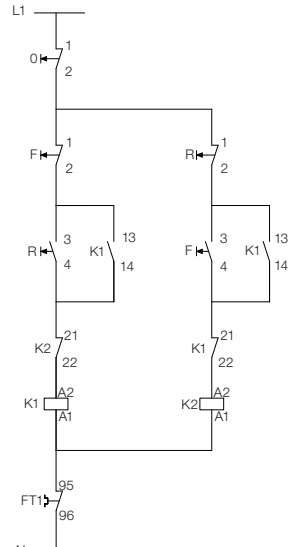 L1
1
0
2
1 1
F R
2 2
3 13 3 13
R K1 F K1
4 14 4 14
21 21
K2 K1
22 22
A2 A2
K1 K2
A1 A1
95
FT1
96
N